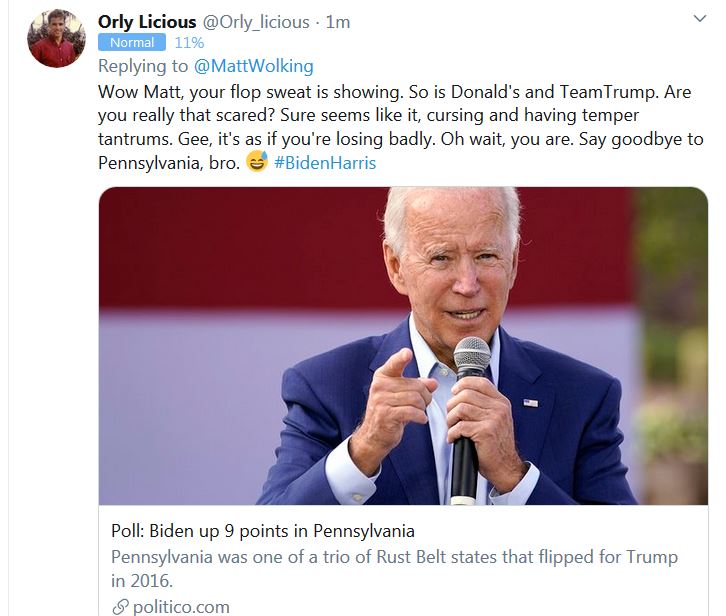 Orly Licious @Orly_licious · 1m
Normal 11%
Replying to @MattWolking
Wow Matt, your flop sweat is showing. So is Donald's and TeamTrump. Are
you really that scared? Sure seems like it, cursing and having temper
tantrums. Gee, it's as if you're losing badly. Oh wait, you are. Say goodbye to
Pennsylvania, bro. 😅 #BidenHarris
Poll: Biden up 9 points in Pennsylvania
Pennsylvania was one of a trio of Rust Belt states that flipped for Trump
in 2016.
politico.com